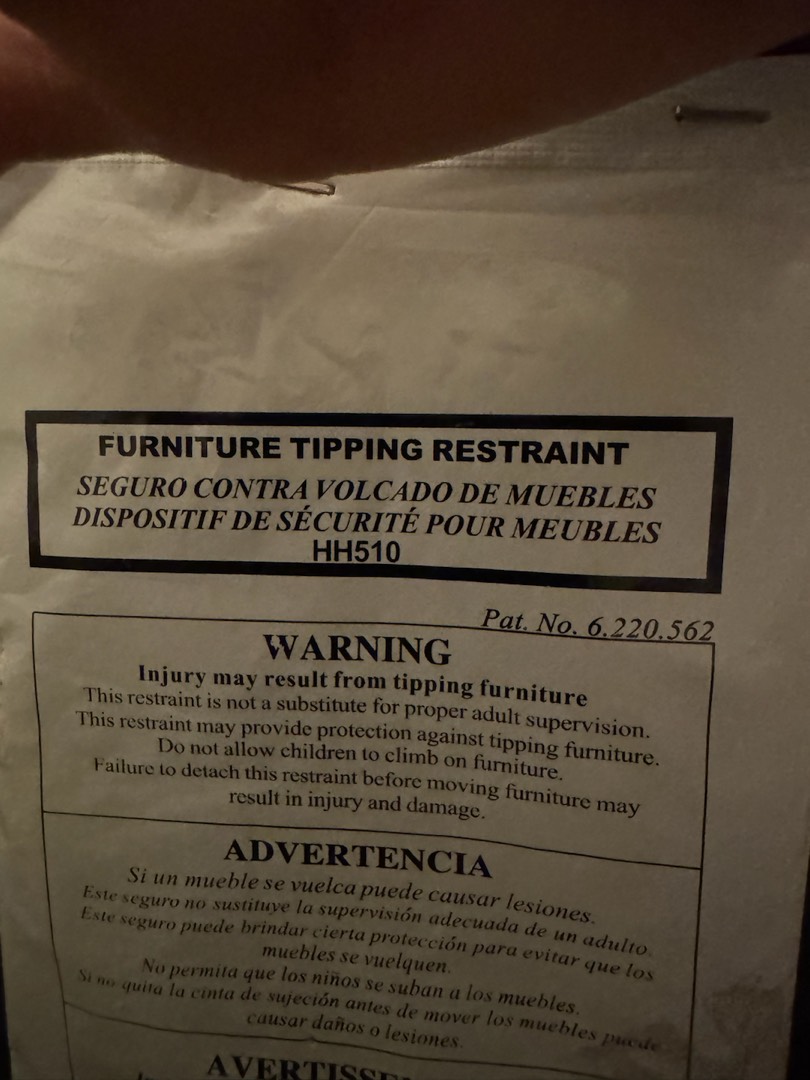 FURNITURE TIPPING RESTRAINT
SEGURO CONTRA VOLCADO DE MUEBLES
DISPOSITIF DE SÉCURITÉ POUR MEUBLES
HH510
Pat. No. 6.220.562
WARNING
Injury may result from tipping furniture
This restraint is not a substitute for proper adult supervision.
This restraint may provide protection against tipping furniture.
Do not allow children to climb on furniture.
Failure to detach this restraint before moving furniture may
result in injury and damage.
ADVERTENCIA
Si un mueble se vuelca puede causar lesiones.
Este seguro no sustituye la supervisión adecuada de un adulto.
Este seguro puede brindar cierta protección para evitar que los
muebles se vuelquen.
No permita que los niños se suban a los muebles.
Si no quita la cinta de sujeción antes de mover los muebles puede
causar daños o lesiones.